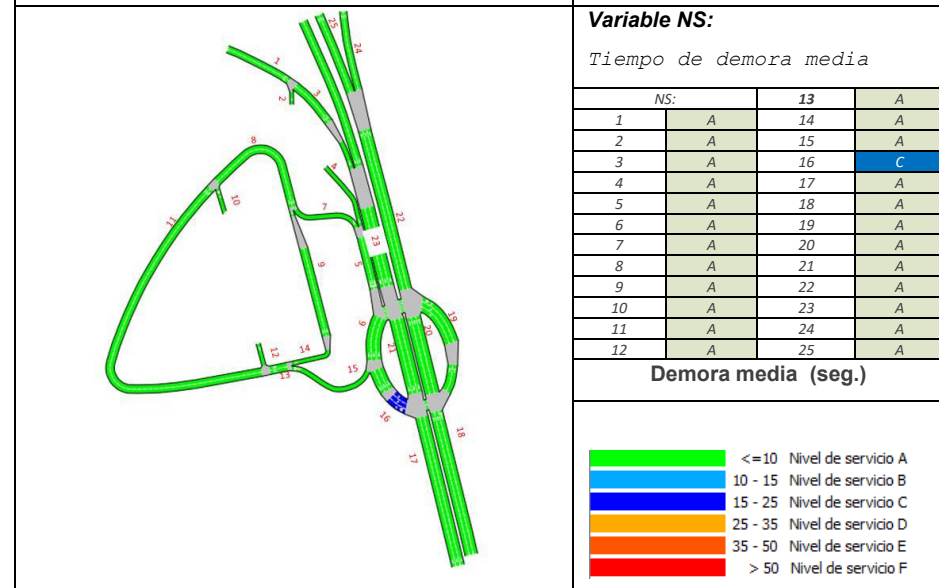 25
24
1
2
3
8
4
10
7
11
22
23
9
5
19
6
20
21
12
14
13
15
16
18
17
Variable NS:
Tiempo de demora media
NS: 13 A
1 A 14 A
2 A 15 A
3 A 16 C
4 A 17 A
5 A 18 A
6 A 19 A
7 A 20 A
8 A 21 A
9 A 22 A
10 A 23 A
11 A 24 A
12 A 25 A
Demora media (seg.)
<=10 Nivel de servicio A
10 - 15 Nivel de servicio B
15 - 25 Nivel de servicio C
25 - 35 Nivel de servicio D
35 - 50 Nivel de servicio E
> 50 Nivel de servicio F